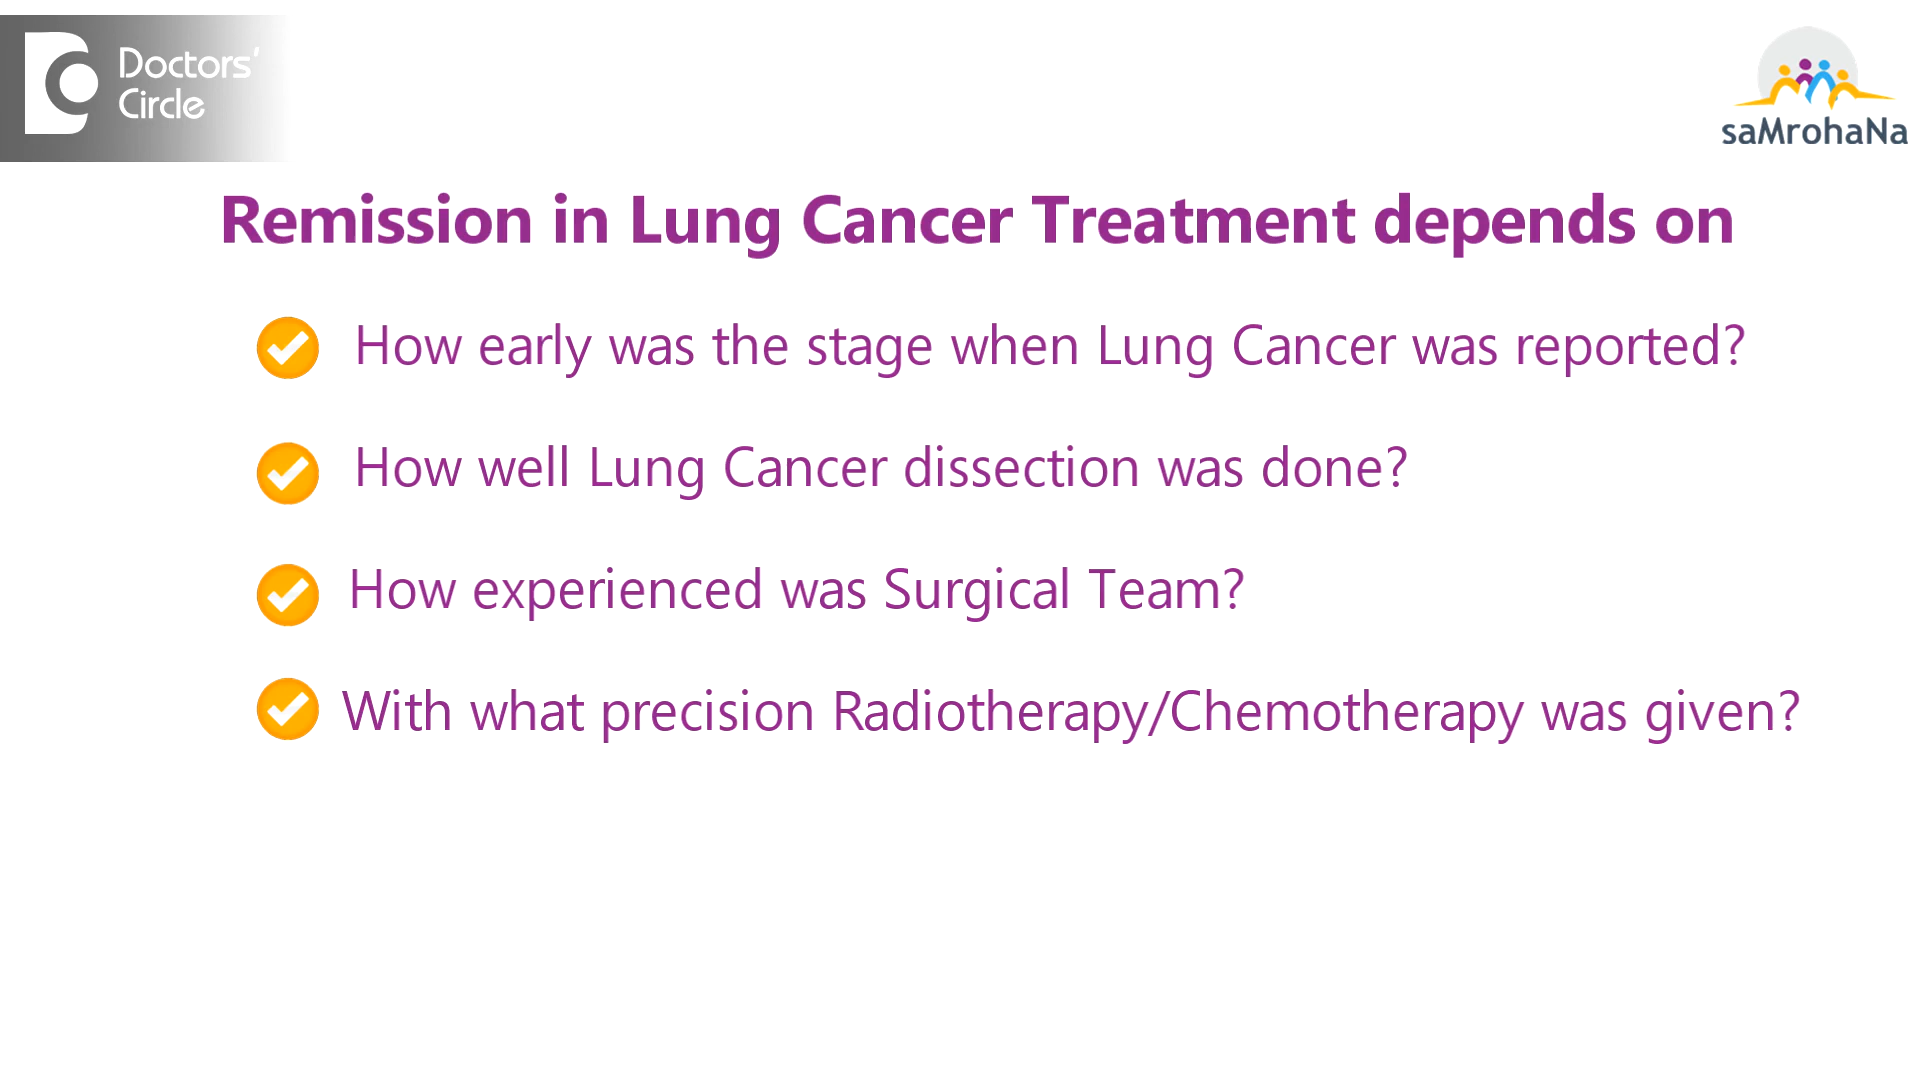 Doctors'
Circle
saMrohaNa
Remission in Lung Cancer Treatment depends on
How early was the stage when Lung Cancer was reported?
How well Lung Cancer dissection was done?
How experienced was Surgical Team?
With what precision Radiotherapy/Chemotherapy was given?